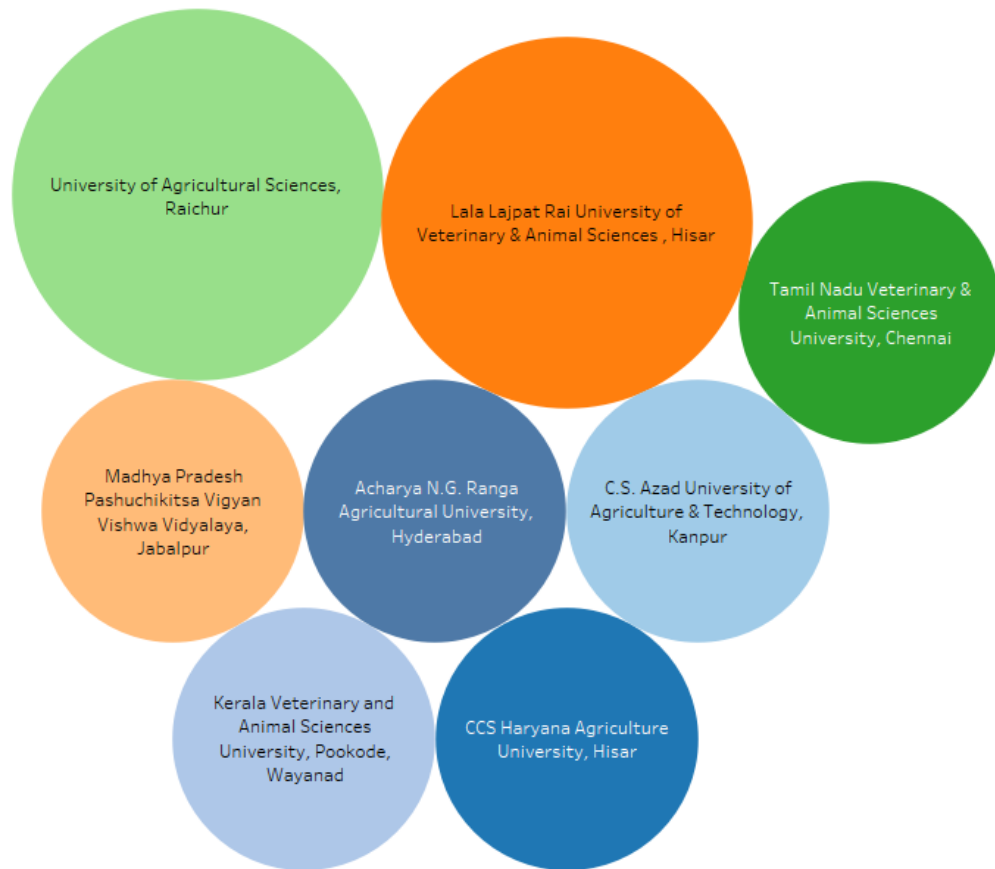 University of Agricultural Sciences,
Raichur
Lala Lajpat Rai University of
Veterinary & Animal Sciences , Hisar
Tamil Nadu Veterinary &
Animal Sciences
University, Chennai
Madhya Pradesh
Pashuchikitsa Vigyan
Vishwa Vidyalaya,
Jabalpur
Acharya N.G. Ranga
Agricultural University,
Hyderabad
C.S. Azad University of
Agriculture & Technology,
Kanpur
Kerala Veterinary and
Animal Sciences
University, Pookode,
Wayanad
CCS Haryana Agriculture
University, Hisar